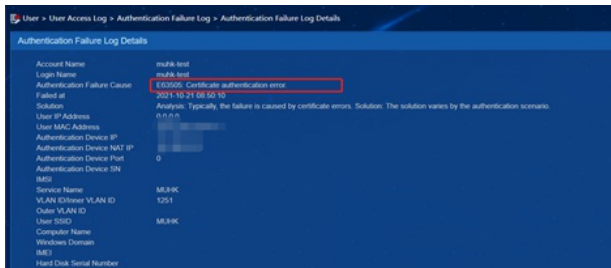 User > User Access Log > Authentication Failure Log > Authentication Failure Log Details
Authentication Failure Log Details
Account Name muhk-test
Login Name muhk-test
Authentication Failure Cause E63505: Certificate authentication error.
Failed at 2021-10-21 08:50:10
Solution Analysis: Typically, the failure is caused by certificate errors. Solution: The solution varies by the authentication scenario.
User IP Address 0.0.0.0
User MAC Address
Authentication Device IP
Authentication Device NAT IP
Authentication Device Port 0
Authentication Device SN
IMSI
Service Name MUHK
VLAN ID/Inner VLAN ID 1251
Outer VLAN ID
User SSID MUHK
Computer Name
Windows Domain
IMEI
Hard Disk Serial Number